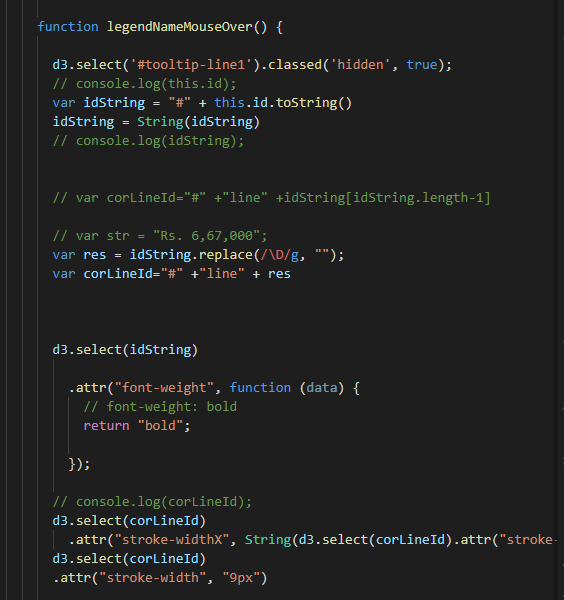 function legendNameMouseOver() {
d3.select('#tooltip-line1').classed('hidden', true);
// console.log(this.id);
var idString = "#" + this.id.toString()
idString = String(idString)
// console.log(idString);
// var corLineId="#" +"line" +idString[idString.length-1]
// var str = "Rs. 6,67,000";
var res = idString.replace(/\D/g, "");
var corLineId="#" +"line" + res
d3.select(idString)
.attr("font-weight", function (data) {
// font-weight: bold
return "bold";
});
// console.log(corLineId);
d3.select(corLineId)
.attr("stroke-widthX", String(d3.select(corLineId).attr("stroke-
d3.select(corLineId)
.attr("stroke-width", "9px")